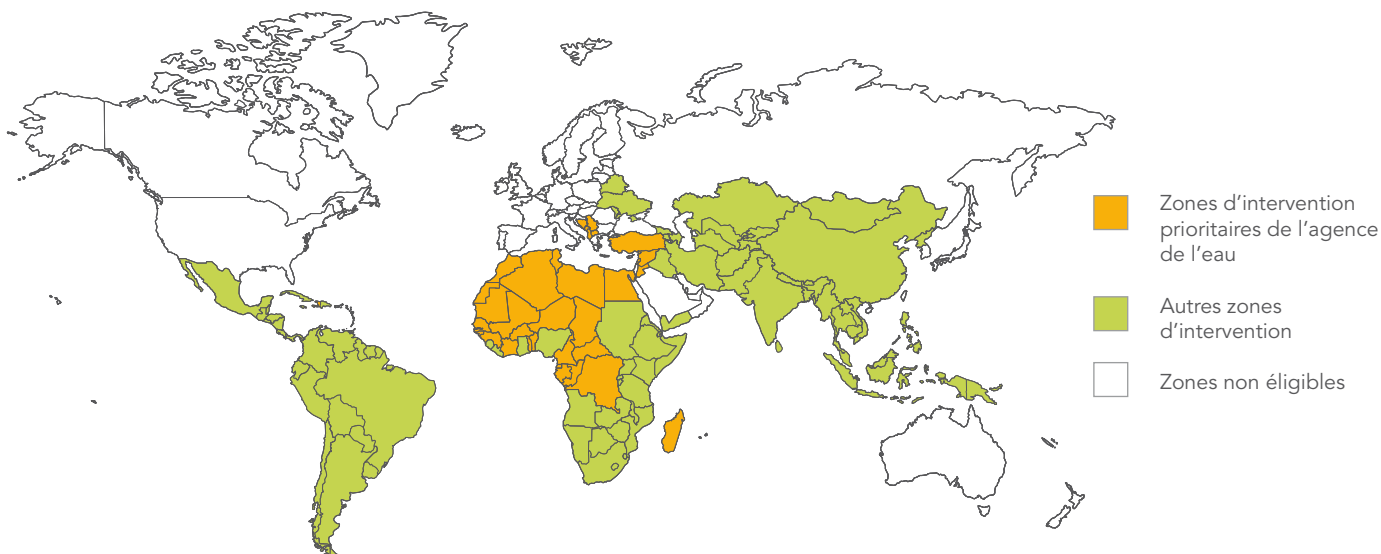 Zones d’intervention
prioritaires de l’agence
de l’eau
Autres zones
d’intervention
Zones non éligibles